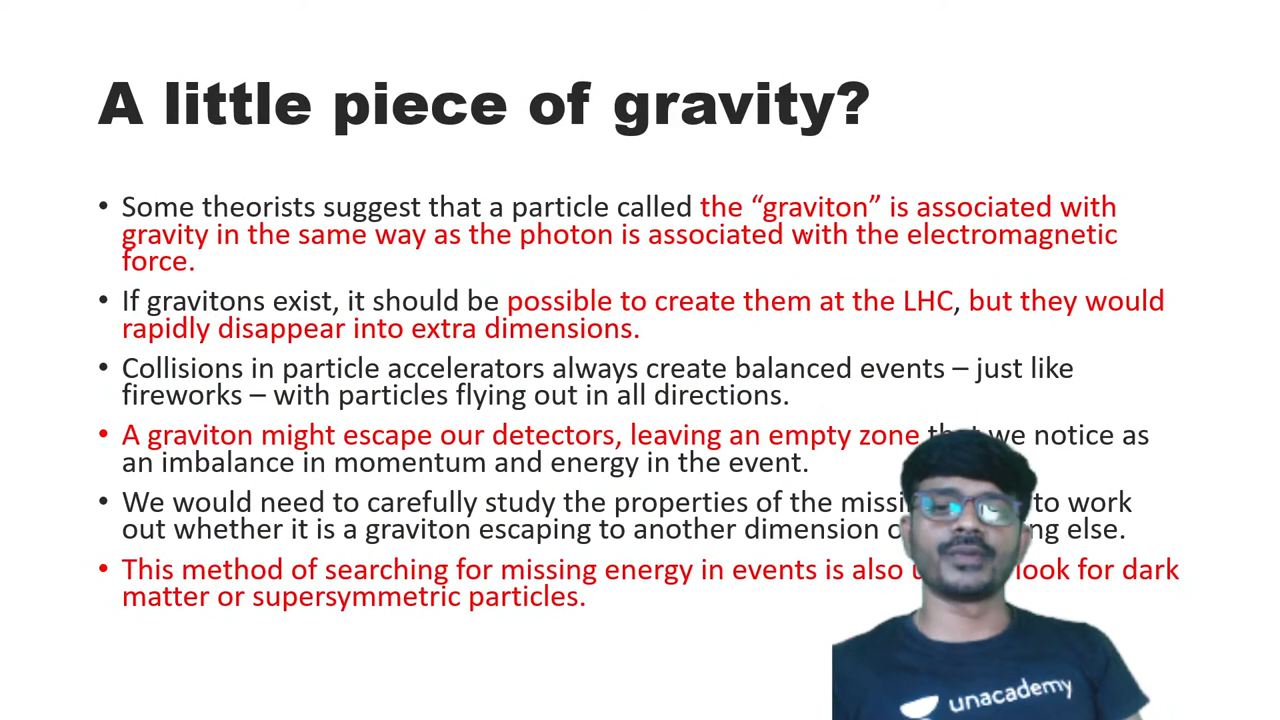 A little piece of gravity?
• Some theorists suggest that a particle called the “graviton” is associated with
gravity in the same way as the photon is associated with the electromagnetic
force.
• If gravitons exist, it should be possible to create them at the LHC, but they would
rapidly disappear into extra dimensions.
• Collisions in particle accelerators always create balanced events – just like
fireworks – with particles flying out in all directions.
• A graviton might escape our detectors, leaving an empty zone that we notice as
an imbalance in momentum and energy in the event.
• We would need to carefully study the properties of the to work
out whether it is a graviton escaping to another dimension else.
• This method of searching for missing energy in events is also look for dark
matter or supersymmetric particles.
unacademy